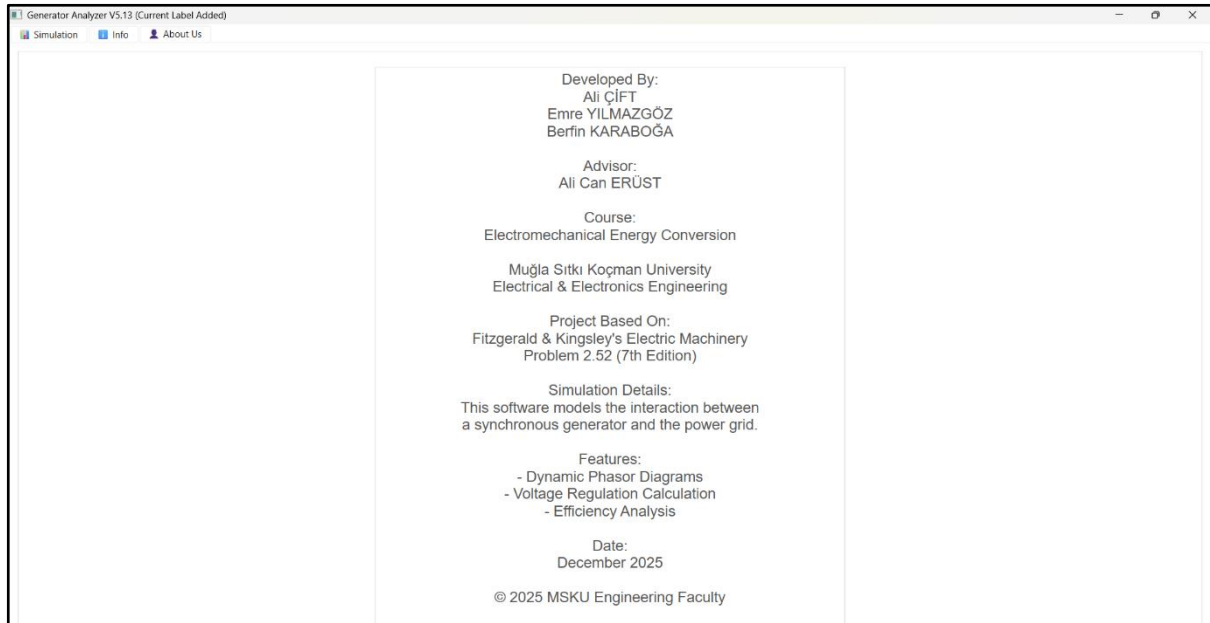 Generator Analyzer V5.13 (Current Label Added)
Simulation Info About Us
Developed By:
Ali ÇİFT
Emre YILMAZGÖZ
Berfin KARABOĞA
Advisor:
Ali Can ERÜST
Course:
Electromechanical Energy Conversion
Muğla Sıtkı Koçman University
Electrical & Electronics Engineering
Project Based On:
Fitzgerald & Kingsley's Electric Machinery
Problem 2.52 (7th Edition)
Simulation Details:
This software models the interaction between
a synchronous generator and the power grid.
Features:
- Dynamic Phasor Diagrams
- Voltage Regulation Calculation
- Efficiency Analysis
Date:
December 2025
© 2025 MSKU Engineering Faculty